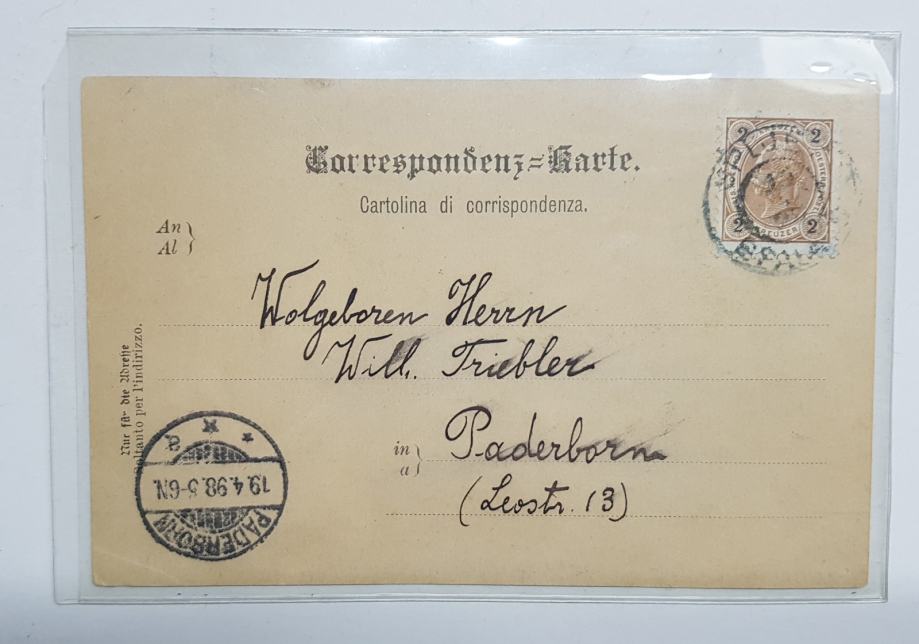 Correspondenz=Karte.
Cartolina di corrispondenza.
2 2
2 KREUZER 2
An
Al
Wolgeboren Herrn
Will. Triebler
in
a
Paderborn
(Leostr. 13)
Nur für die Adresse
Soltanto per l'indirizzo.
PADERBORN
19.4.98.5-6N.
* * a